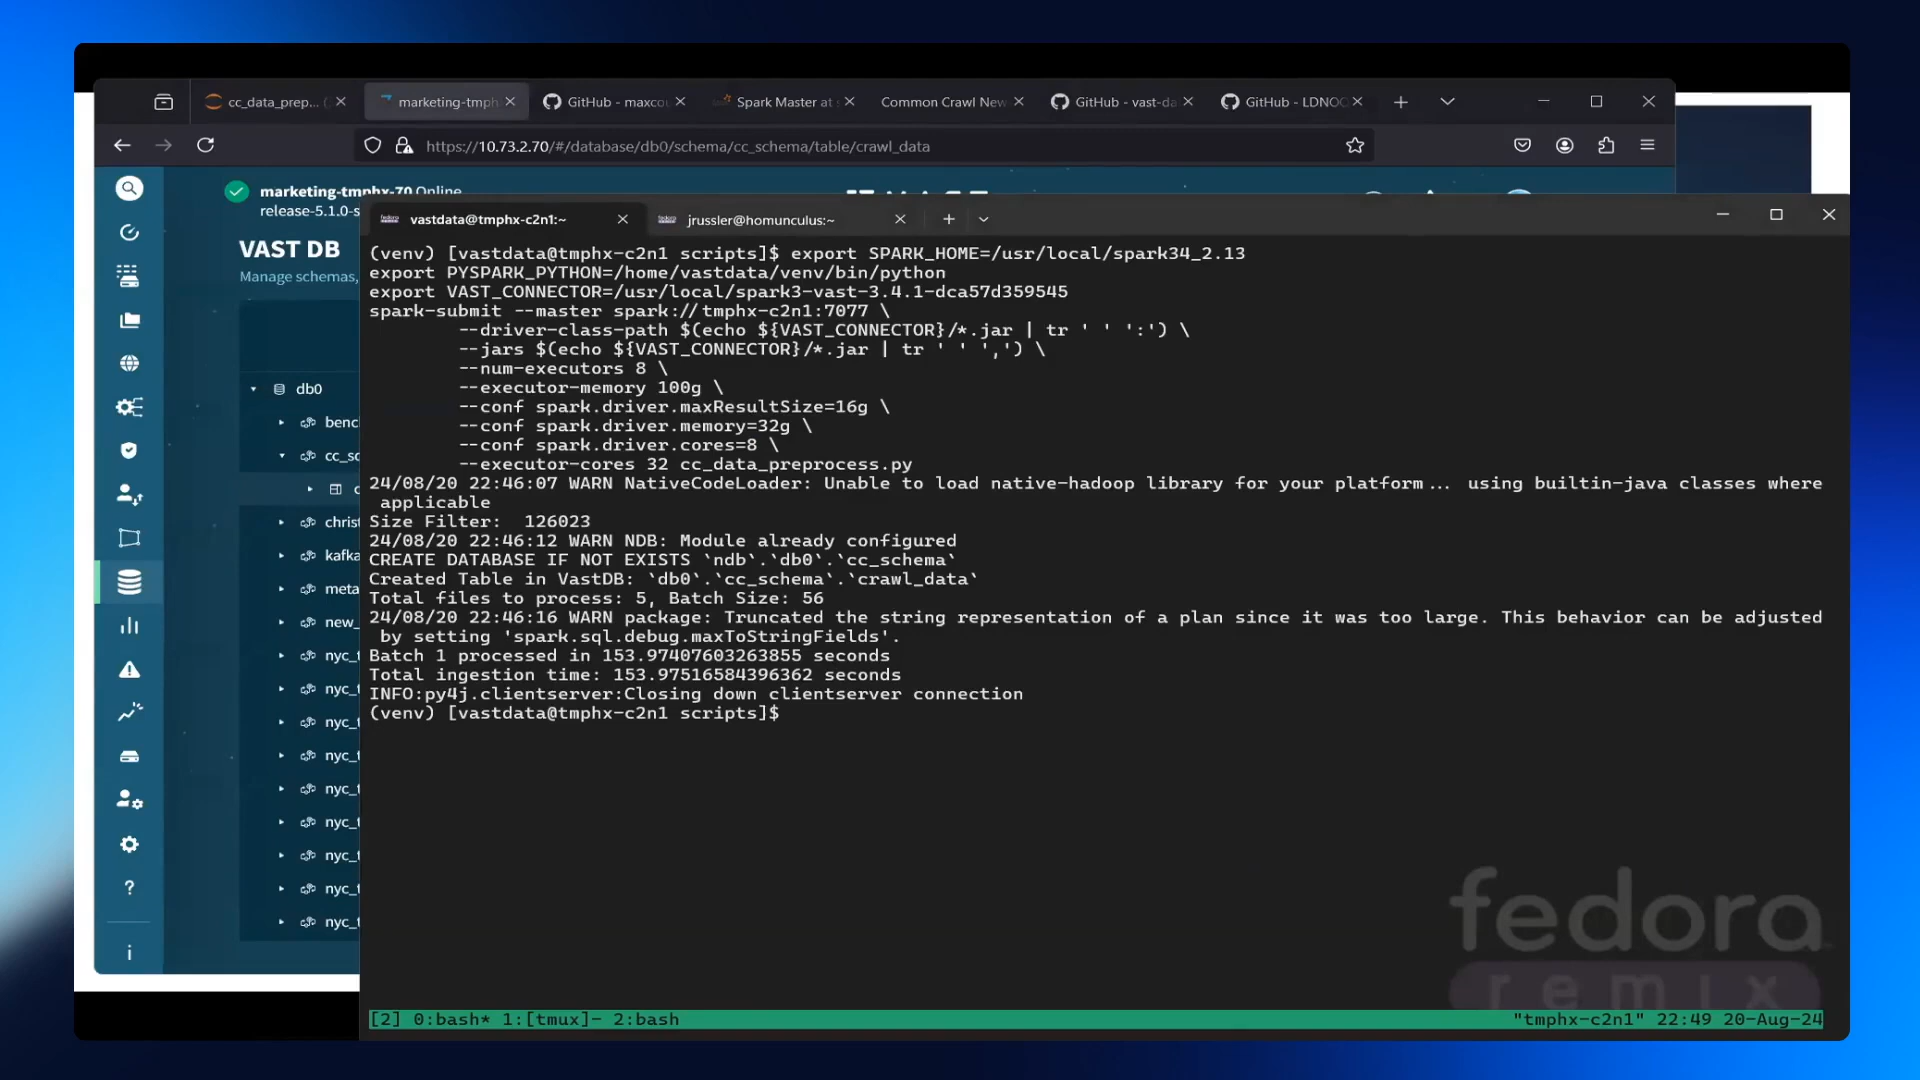 cc_data_prep... (
marketing-tmph
GitHub - maxcou
Spark Master at s
Common Crawl New
GitHub - vast-da
GitHub - LDNOO
https://10.73.2.70/#/database/db0/schema/cc_schema/table/crawl_data
marketing-tmphx-70 Online
release-5.1.0-s
VAST DB
Manage schemas,
db0
benc
cc_sc
c
christ
kafka
meta
new_
nyc_t
nyc_t
nyc_t
nyc_t
nyc_t
nyc_t
nyc_t
nyc_t
nyc_t
vastdata@tmphx-c2n1:~
jrussler@homunculus:~
(venv) [vastdata@tmphx-c2n1 scripts]$ export SPARK_HOME=/usr/local/spark34_2.13
export PYSPARK_PYTHON=/home/vastdata/venv/bin/python
export VAST_CONNECTOR=/usr/local/spark3-vast-3.4.1-dca57d359545
spark-submit --master spark://tmphx-c2n1:7077 \
--driver-class-path $(echo ${VAST_CONNECTOR}/*.jar | tr ' ' ':') \
--jars $(echo ${VAST_CONNECTOR}/*.jar | tr ' ' ',') \
--num-executors 8 \
--executor-memory 100g \
--conf spark.driver.maxResultSize=16g \
--conf spark.driver.memory=32g \
--conf spark.driver.cores=8 \
--executor-cores 32 cc_data_preprocess.py
24/08/20 22:46:07 WARN NativeCodeLoader: Unable to load native-hadoop library for your platform... using builtin-java classes where
applicable
Size Filter:  126023
24/08/20 22:46:12 WARN NDB: Module already configured
CREATE DATABASE IF NOT EXISTS `ndb`.`db0`.`cc_schema`
Created Table in VastDB: `db0`.`cc_schema`.`crawl_data`
Total files to process: 5, Batch Size: 56
24/08/20 22:46:16 WARN package: Truncated the string representation of a plan since it was too large. This behavior can be adjusted
by setting 'spark.sql.debug.maxToStringFields'.
Batch 1 processed in 153.97407603263855 seconds
Total ingestion time: 153.97516584396362 seconds
INFO:py4j.clientserver:Closing down clientserver connection
(venv) [vastdata@tmphx-c2n1 scripts]$
fedora
remix
[2] 0:bash* 1:[tmux]- 2:bash
"tmphx-c2n1" 22:49 20-Aug-24